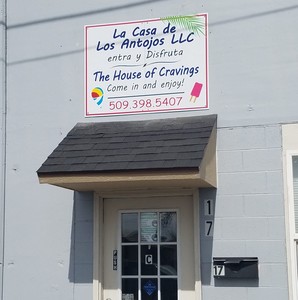 La Casa de
Los Antojos LLC
entra y Disfruta
The House of Cravings
Come in and enjoy!
509.398.5407
17
C
17